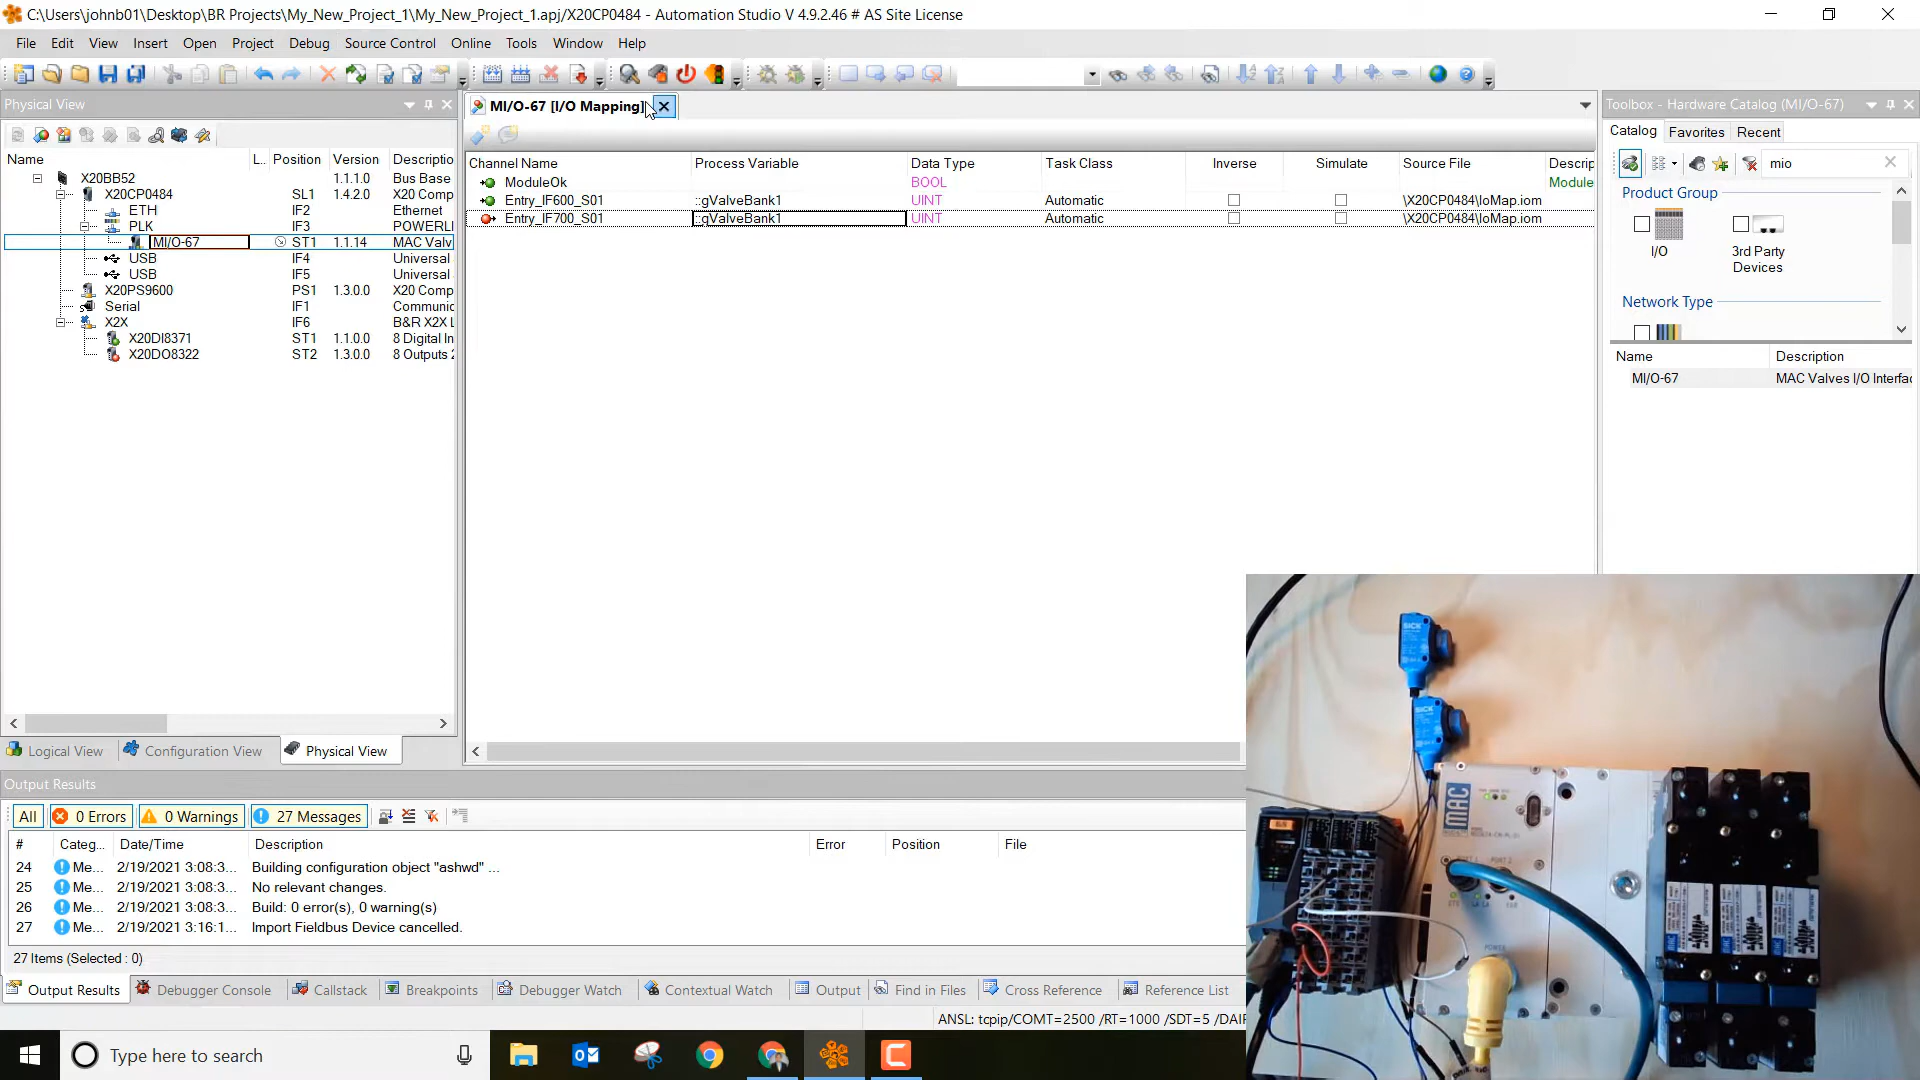 C:\Users\johnb01\Desktop\BR Projects\My_New_Project_1\My_New_Project_1.apj/X20CP0484 - Automation Studio V 4.9.2.46 # AS Site License
File Edit View Insert Open Project Debug Source Control Online Tools Window Help
Physical View
MI/O-67 [I/O Mapping]
Toolbox - Hardware Catalog (MI/O-67)
Catalog Favorites Recent
mio
Name L.. Position Version Descriptio
X20BB52 1.1.1.0 Bus Base
X20CP0484 SL1 1.4.2.0 X20 Comp
ETH IF2 Ethernet
PLK IF3 POWERLI
MI/O-67 ST1 1.1.14 MAC Valv
USB IF4 Universal
USB IF5 Universal
X20PS9600 PS1 1.3.0.0 X20 Comp
Serial IF1 Communic
X2X IF6 B&R X2X L
X20DI8371 ST1 1.1.0.0 8 Digital In
X20DO8322 ST2 1.3.0.0 8 Outputs 2
Channel Name Process Variable Data Type Task Class Inverse Simulate Source File Descrip
ModuleOk BOOL Module
Entry_IF600_S01 ::gValveBank1 UINT Automatic \X20CP0484\IoMap.iom
Entry_IF700_S01 ::gValveBank1 UINT Automatic \X20CP0484\IoMap.iom
Product Group
I/O
3rd Party
Devices
Network Type
Name Description
MI/O-67 MAC Valves I/O Interfac
Logical View Configuration View Physical View
Output Results
All 0 Errors 0 Warnings 27 Messages
# Categ... Date/Time Description Error Position File
24 Me... 2/19/2021 3:08:3... Building configuration object "ashwd" ...
25 Me... 2/19/2021 3:08:3... No relevant changes.
26 Me... 2/19/2021 3:08:3... Build: 0 error(s), 0 warning(s)
27 Me... 2/19/2021 3:16:1... Import Fieldbus Device cancelled.
27 Items (Selected : 0)
Output Results Debugger Console Callstack Breakpoints Debugger Watch Contextual Watch Output Find in Files Cross Reference Reference List
ANSL: tcpip/COMT=2500 /RT=1000 /SDT=5 /DAIP
Type here to search
SICK
SICK
MAC
POWER